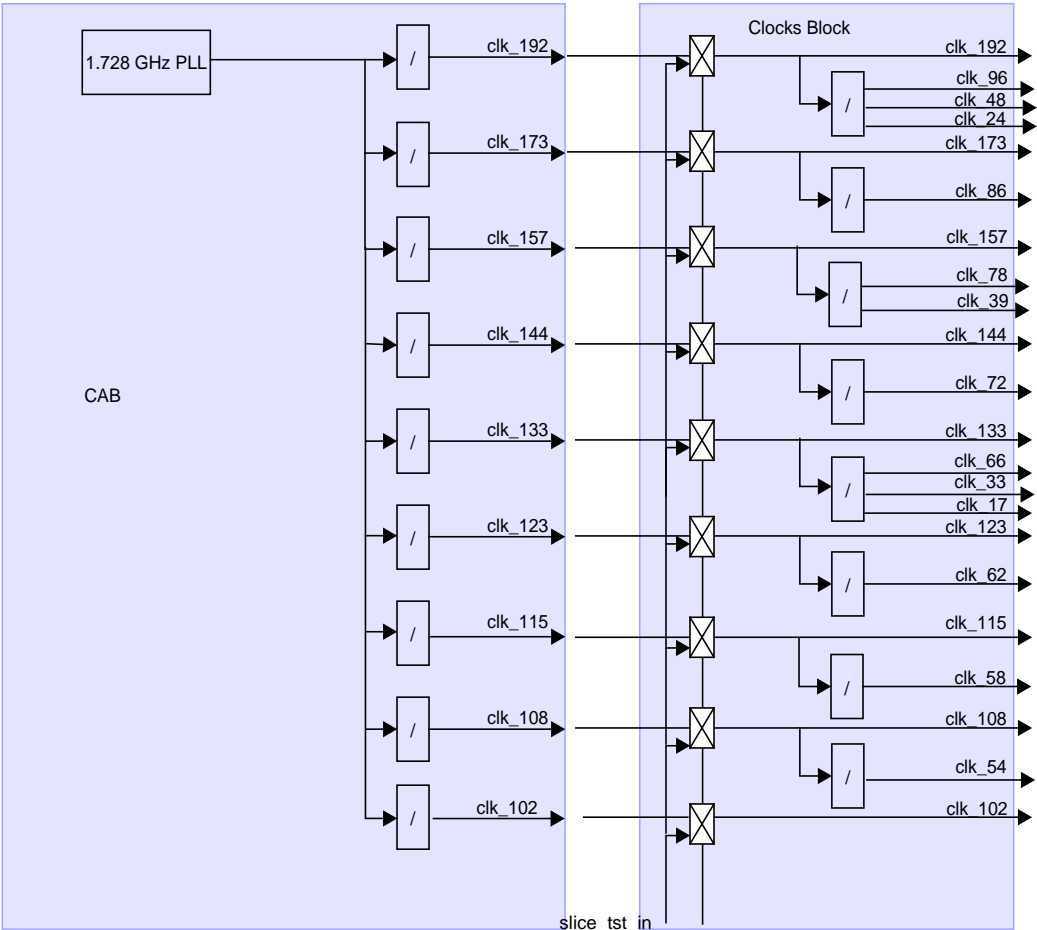 Clocks Block
1.728 GHz PLL
/
clk_192
clk_192
/
clk_96
clk_48
clk_24
/
clk_173
clk_173
/
clk_86
/
clk_157
clk_157
/
clk_78
clk_39
/
clk_144
clk_144
CAB
/
clk_72
/
clk_133
clk_133
/
clk_66
clk_33
clk_17
/
clk_123
clk_123
/
clk_62
/
clk_115
clk_115
/
clk_58
/
clk_108
clk_108
/
clk_54
/
clk_102
clk_102
slice_tst_in